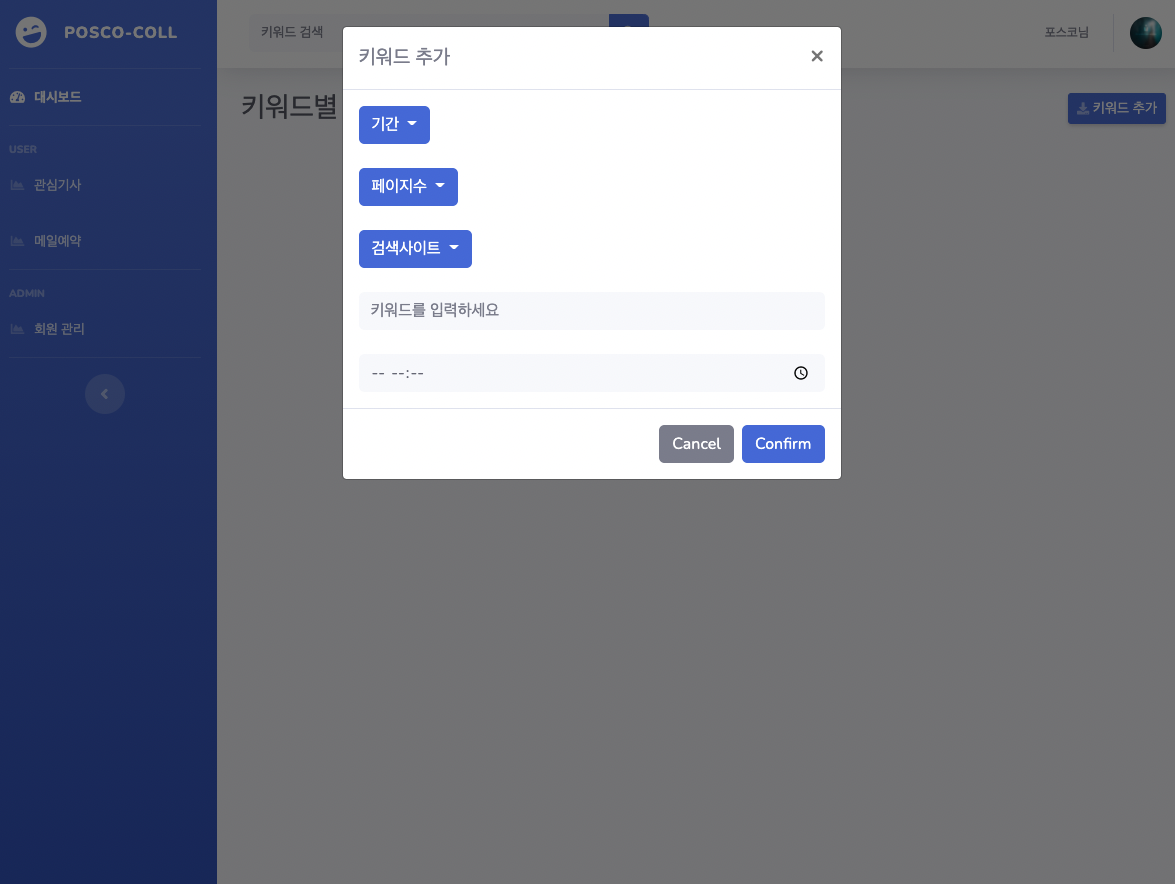 POSCO-COLL
대시보드
USER
관심기사
메일예약
ADMIN
회원 관리
키워드 검색
포스코님
키워드별
키워드 추가
키워드 추가
×
기간
페이지수
검색사이트
키워드를 입력하세요
-- --:--
Cancel
Confirm